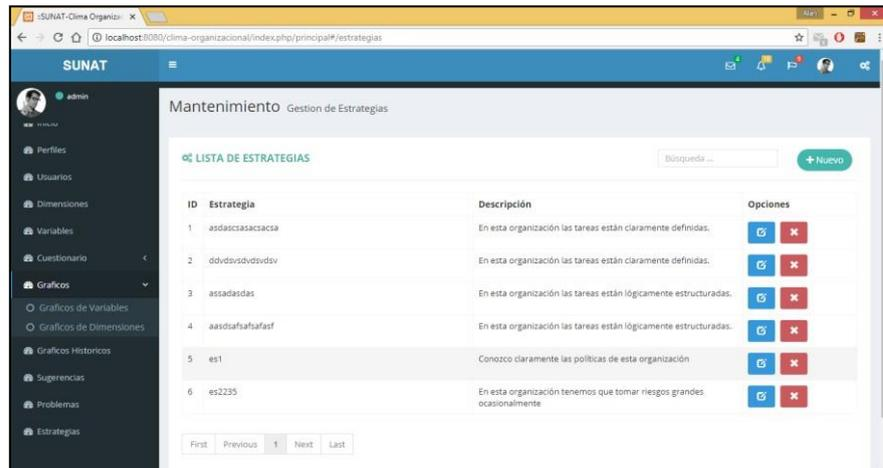 ::SUNAT-Clima Organiza
Alan
localhost:8080/clima-organizacional/index.php/principal#/estrategias
SUNAT
admin
Inicio
Perfiles
Usuarios
Dimensiones
Variables
Cuestionario
Graficos
Graficos de Variables
Graficos de Dimensiones
Graficos Historicos
Sugerencias
Problemas
Estrategias
Mantenimiento Gestion de Estrategias
LISTA DE ESTRATEGIAS
Búsqueda ...
+ Nuevo
ID Estrategia Descripción Opciones
1 asdascsasacsacsa En esta organización las tareas están claramente definidas.
2 ddvdsvsdvdsvdsv En esta organización las tareas están claramente definidas.
3 assadasdas En esta organización las tareas están lógicamente estructuradas.
4 aasdsafsafsafasf En esta organización las tareas están lógicamente estructuradas.
5 es1 Conozco claramente las políticas de esta organización
6 es2235 En esta organización tenemos que tomar riesgos grandes
ocasionalmente
First Previous 1 Next Last